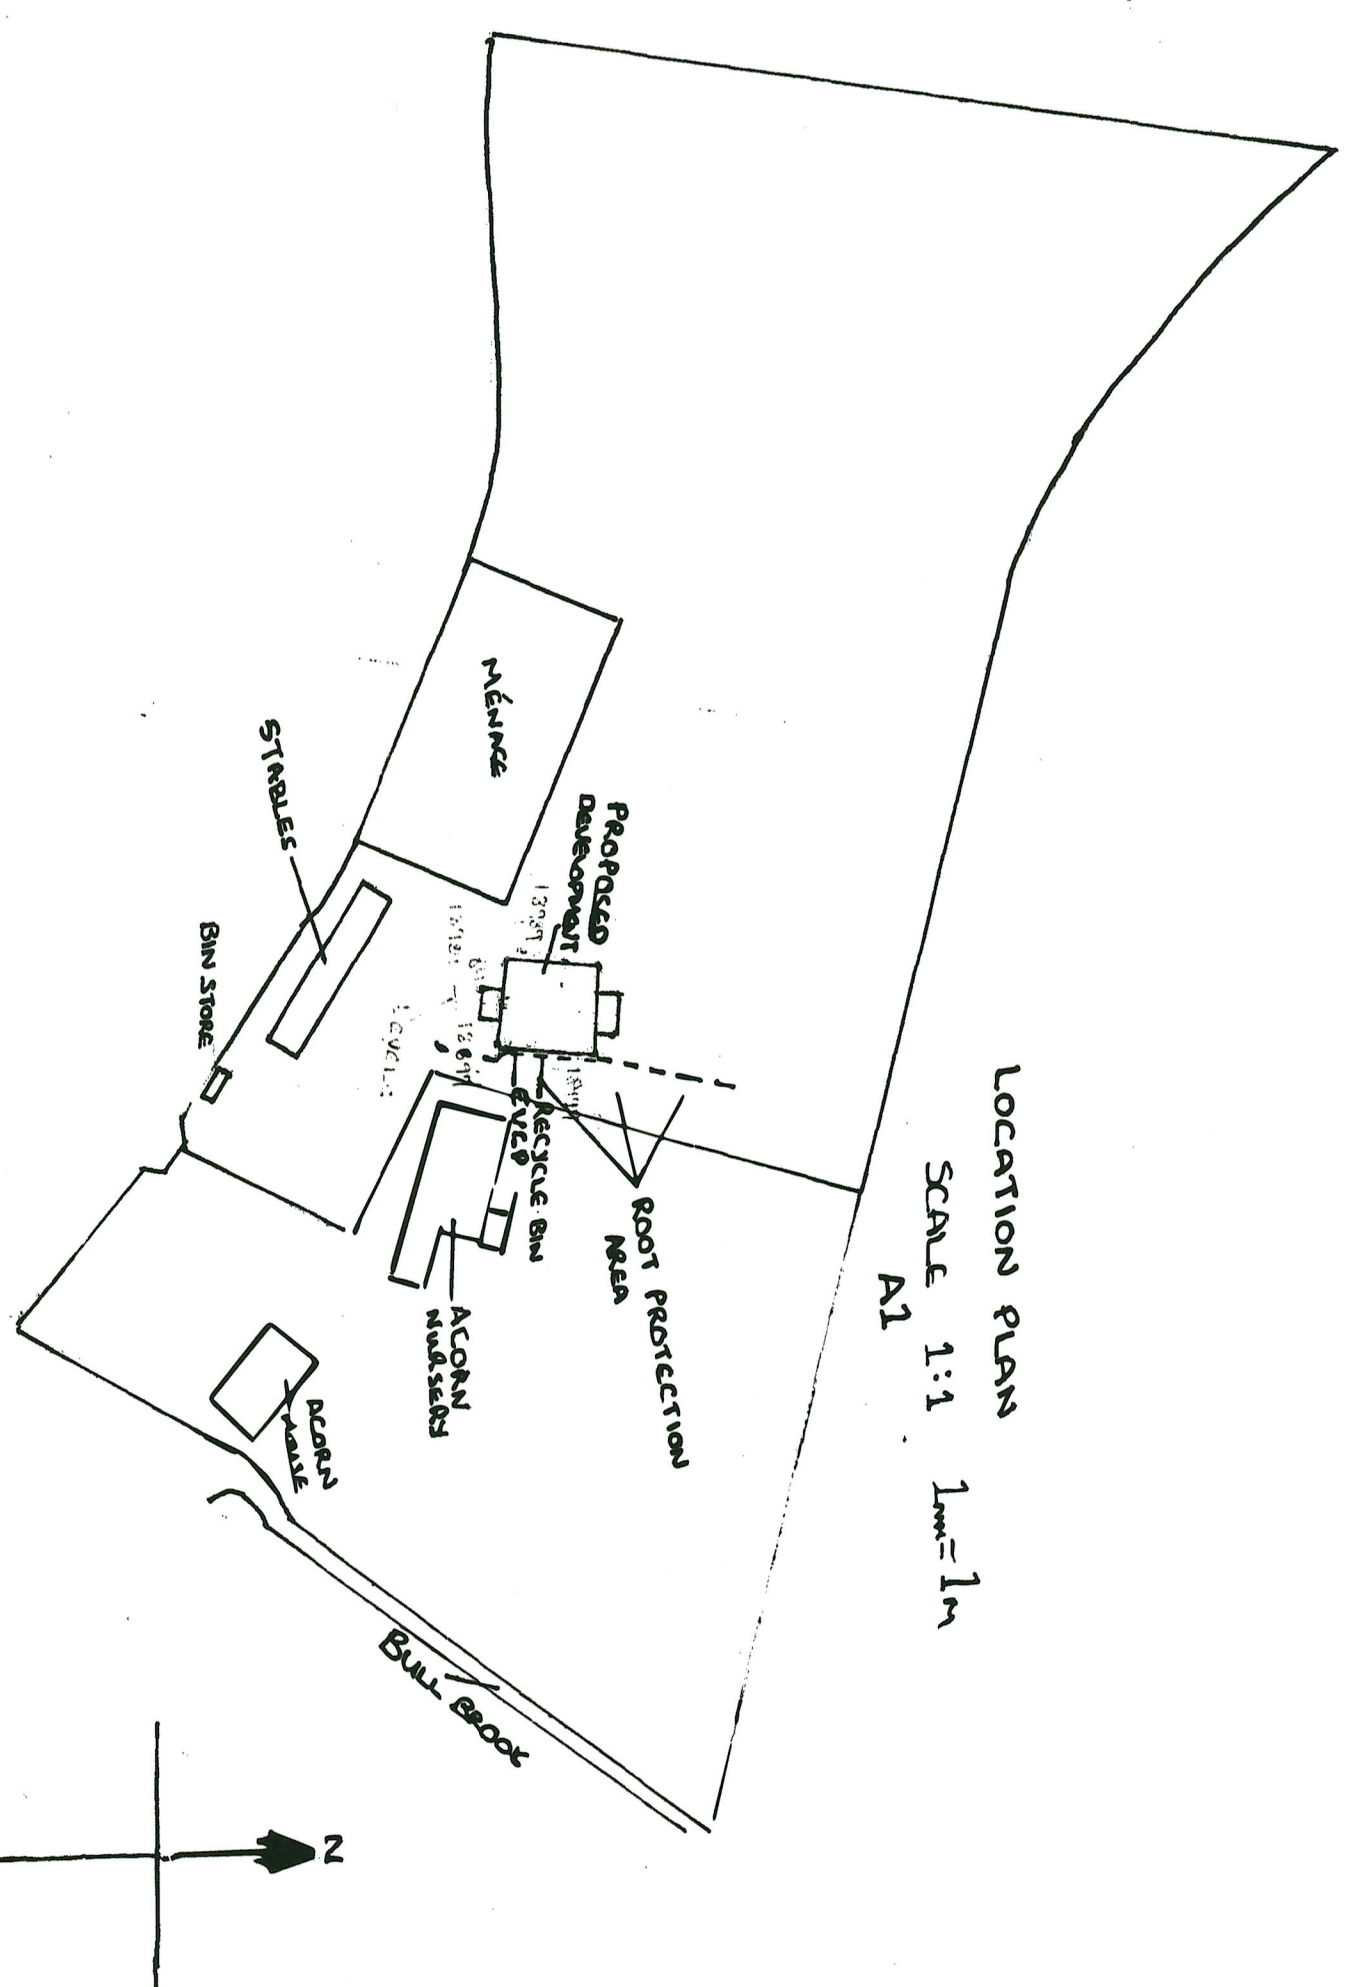 LOCATION PLAN
SCALE 1:1 1mm=1m
A1
PROPOSED
DEVELOPMENT
MÉNAGE
ROOT PROTECTION
AREA
RECYCLE BIN
EVCP
ACORN
NURSERY
STABLES
BIN STORE
ACORN
HOUSE
BULL BROOK
N